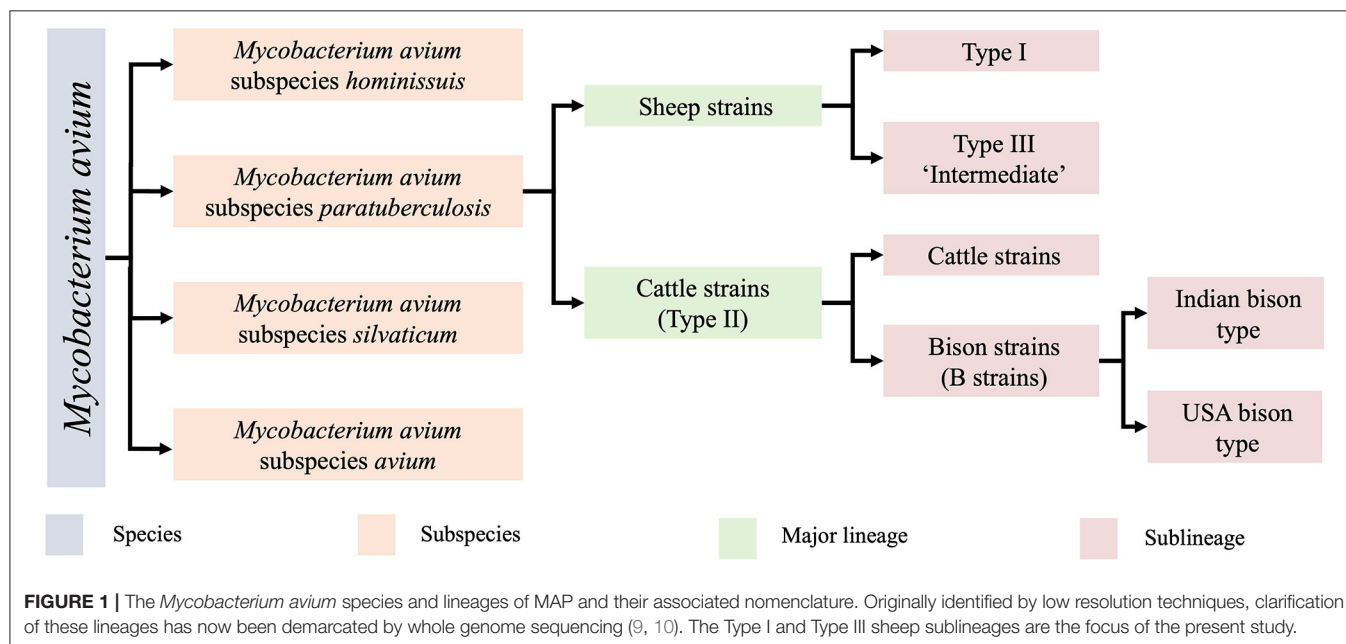 Mycobacterium avium
Mycobacterium avium
subspecies hominissuis
Mycobacterium avium
subspecies paratuberculosis
Mycobacterium avium
subspecies silvaticum
Mycobacterium avium
subspecies avium
Sheep strains
Cattle strains
(Type II)
Type I
Type III
‘Intermediate’
Cattle strains
Bison strains
(B strains)
Indian bison
type
USA bison
type
Species
Subspecies
Major lineage
Sublineage
FIGURE 1 | The Mycobacterium avium species and lineages of MAP and their associated nomenclature. Originally identified by low resolution techniques, clarification
of these lineages has now been demarcated by whole genome sequencing (9, 10). The Type I and Type III sheep sublineages are the focus of the present study.